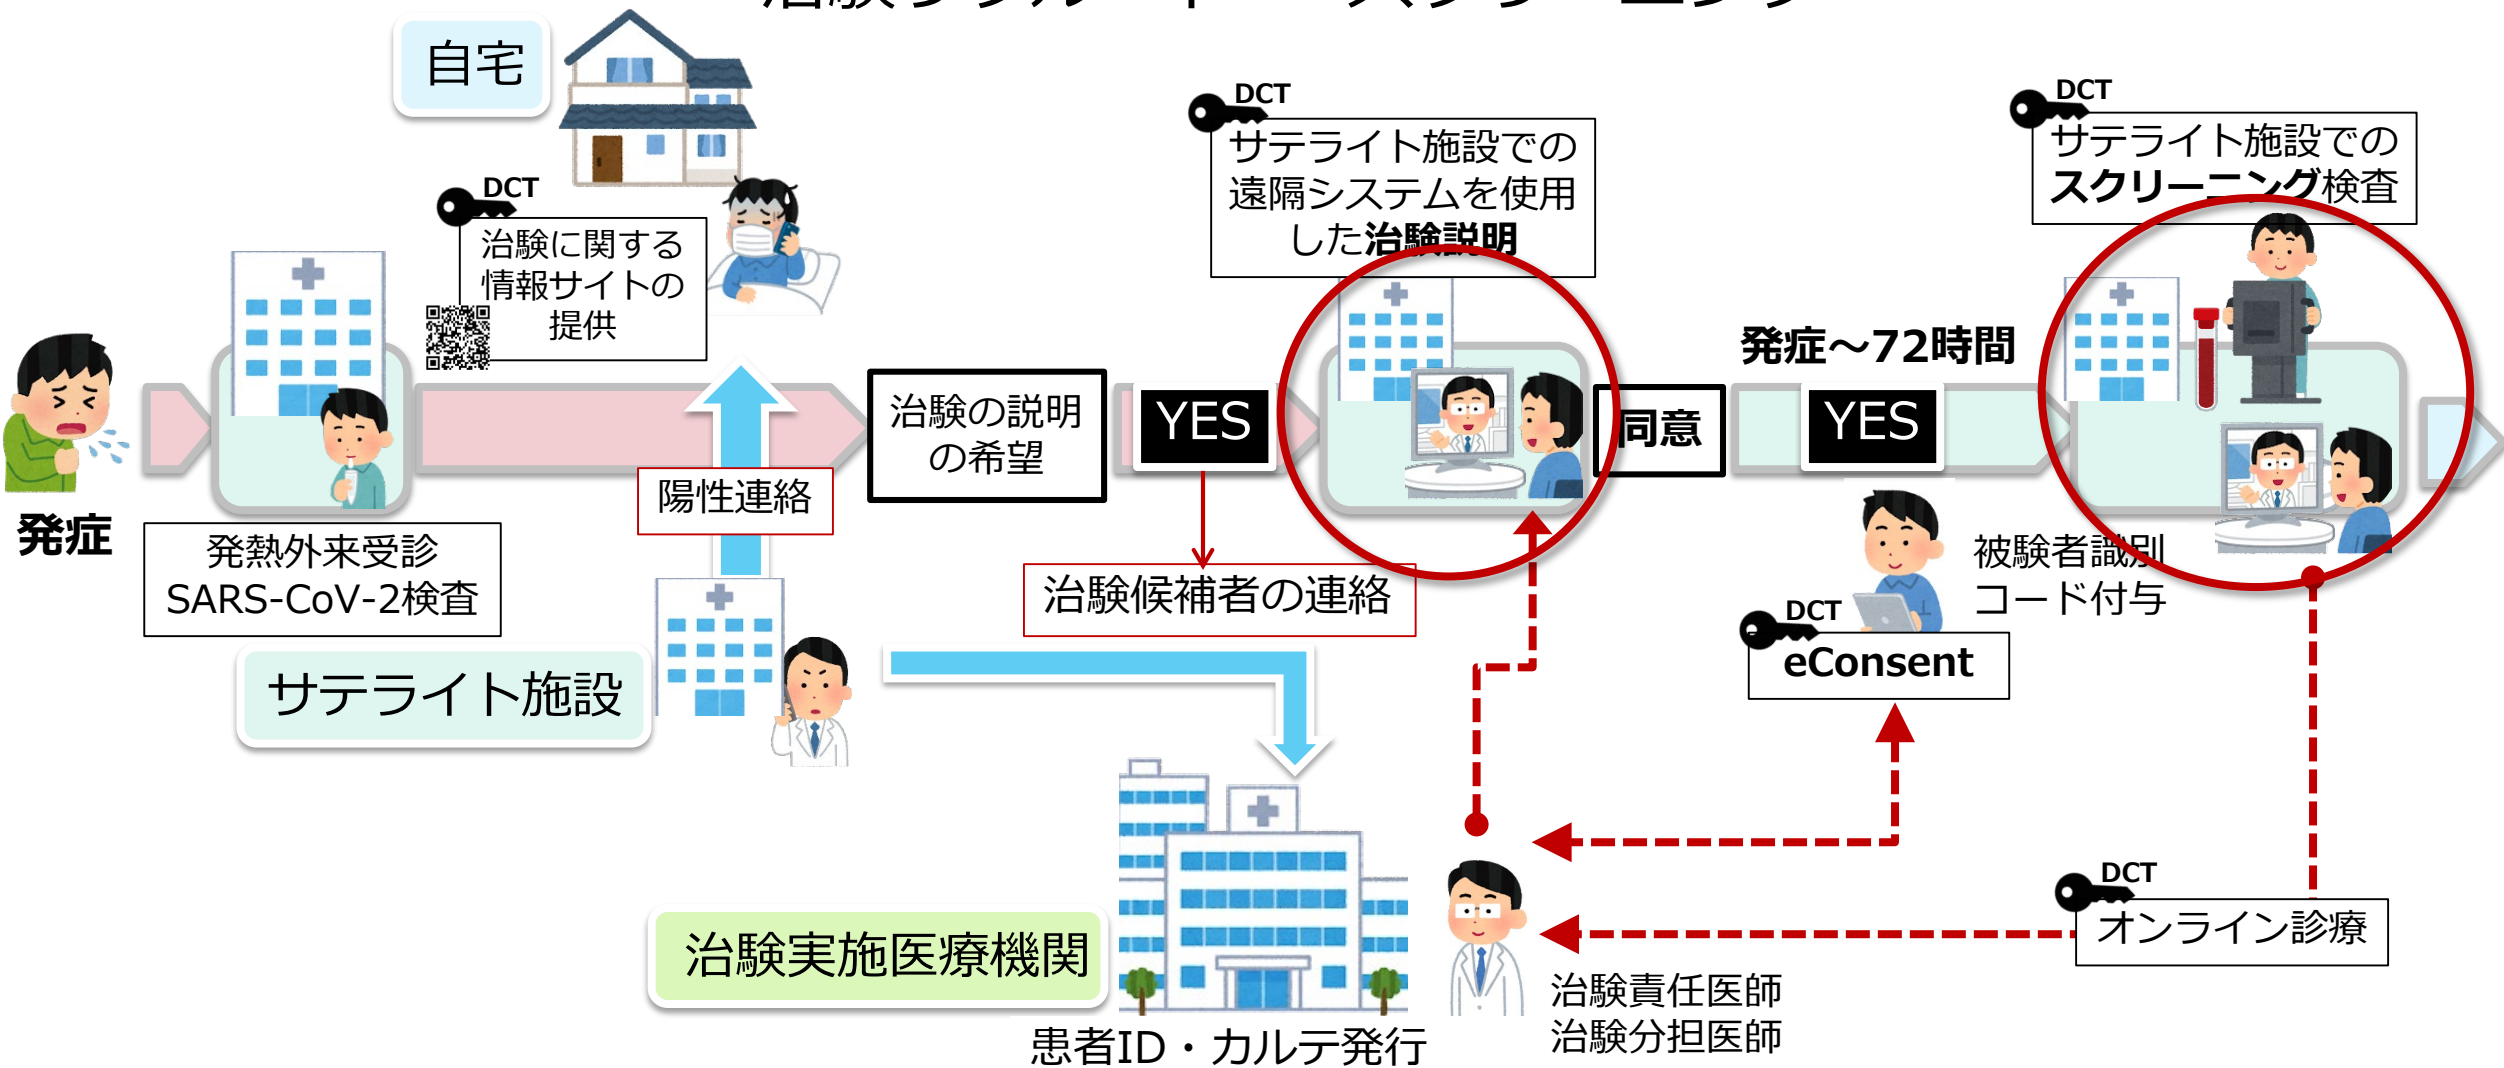 自宅
DCT
治験に関する
情報サイトの
提供
DCT
サテライト施設での
遠隔システムを使用
した治験説明
DCT
サテライト施設での
スクリーニング検査
発症
発熱外来受診
SARS-CoV-2検査
陽性連絡
治験の説明
の希望
YES
治験候補者の連絡
同意
発症～72時間
YES
被験者識別
コード付与
DCT
eConsent
サテライト施設
治験実施医療機関
患者ID・カルテ発行
治験責任医師
治験分担医師
DCT
オンライン診療